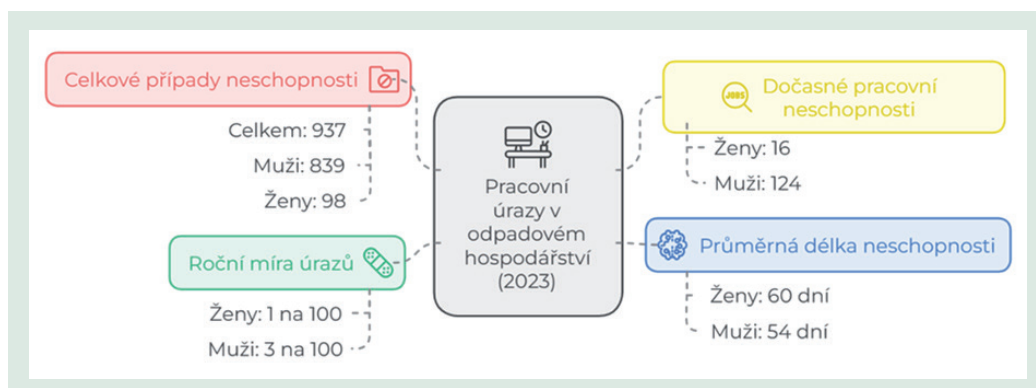 Celkové případy neschopnosti
Celkem: 937
Muži: 839
Ženy: 98
Roční míra úrazů
Ženy: 1 na 100
Muži: 3 na 100
Pracovní
úrazy v
odpadovém
hospodářství
(2023)
JOBS
Dočasné pracovní
neschopnosti
Ženy: 16
Muži: 124
Průměrná délka neschopnosti
Ženy: 60 dní
Muži: 54 dní